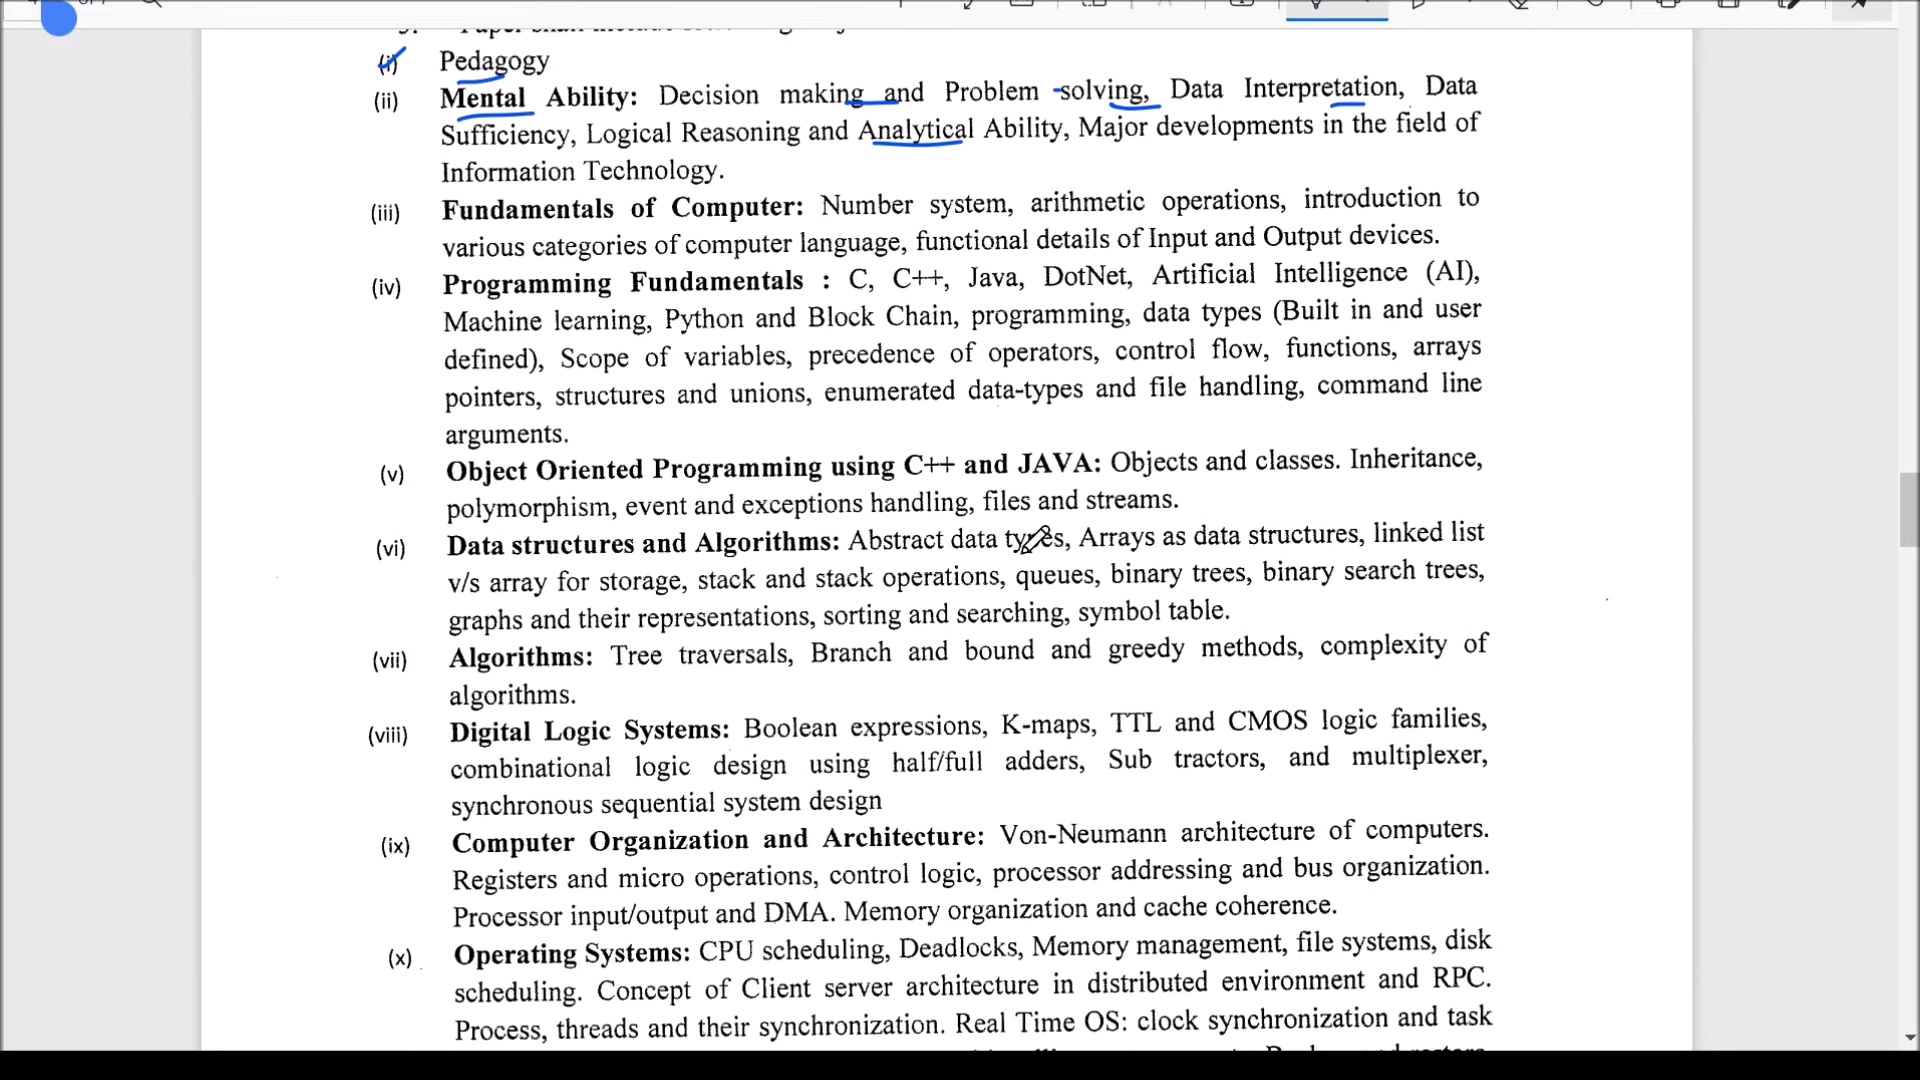 (i) Pedagogy
(ii) Mental Ability: Decision making and Problem -solving, Data Interpretation, Data
Sufficiency, Logical Reasoning and Analytical Ability, Major developments in the field of
Information Technology.
(iii) Fundamentals of Computer: Number system, arithmetic operations, introduction to
various categories of computer language, functional details of Input and Output devices.
(iv) Programming Fundamentals : C, C++, Java, DotNet, Artificial Intelligence (AI),
Machine learning, Python and Block Chain, programming, data types (Built in and user
defined), Scope of variables, precedence of operators, control flow, functions, arrays
pointers, structures and unions, enumerated data-types and file handling, command line
arguments.
(v) Object Oriented Programming using C++ and JAVA: Objects and classes. Inheritance,
polymorphism, event and exceptions handling, files and streams.
(vi) Data structures and Algorithms: Abstract data types, Arrays as data structures, linked list
v/s array for storage, stack and stack operations, queues, binary trees, binary search trees,
graphs and their representations, sorting and searching, symbol table.
(vii) Algorithms: Tree traversals, Branch and bound and greedy methods, complexity of
algorithms.
(viii) Digital Logic Systems: Boolean expressions, K-maps, TTL and CMOS logic families,
combinational logic design using half/full adders, Sub tractors, and multiplexer,
synchronous sequential system design
(ix) Computer Organization and Architecture: Von-Neumann architecture of computers.
Registers and micro operations, control logic, processor addressing and bus organization.
Processor input/output and DMA. Memory organization and cache coherence.
(x) Operating Systems: CPU scheduling, Deadlocks, Memory management, file systems, disk
scheduling. Concept of Client server architecture in distributed environment and RPC.
Process, threads and their synchronization. Real Time OS: clock synchronization and task